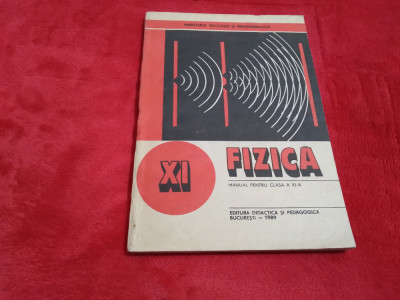 MINISTERUL EDUCAȚIEI ȘI ÎNVĂȚĂMÎNTULUI
XI
FIZICA
MANUAL PENTRU CLASA A XI-A
EDITURA DIDACTICĂ ȘI PEDAGOGICĂ
BUCUREȘTI — 1989